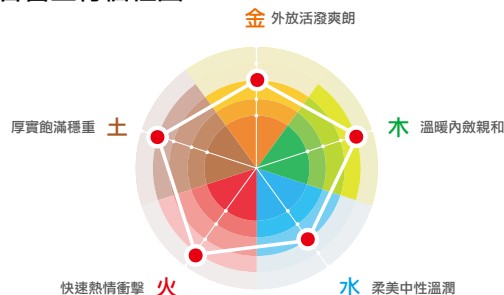 金 外放活潑爽朗
厚實飽滿穩重 土
木 溫暖內斂親和
快速熱情衝擊 火
水 柔美中性溫潤